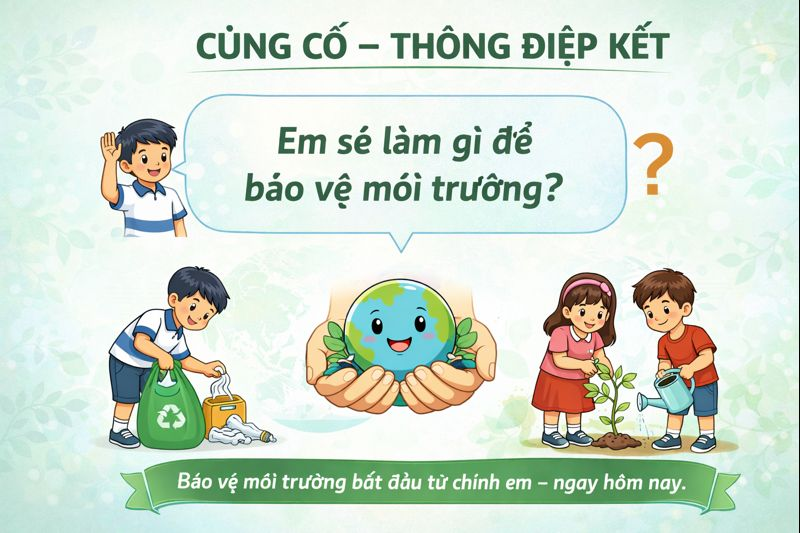 CỦNG CỐ – THÔNG ĐIỆP KẾT
Em sé làm gì để
báo vệ mói trường?
?
Báo vệ môi trường bất đảu từ chính em – ngay hôm nay.